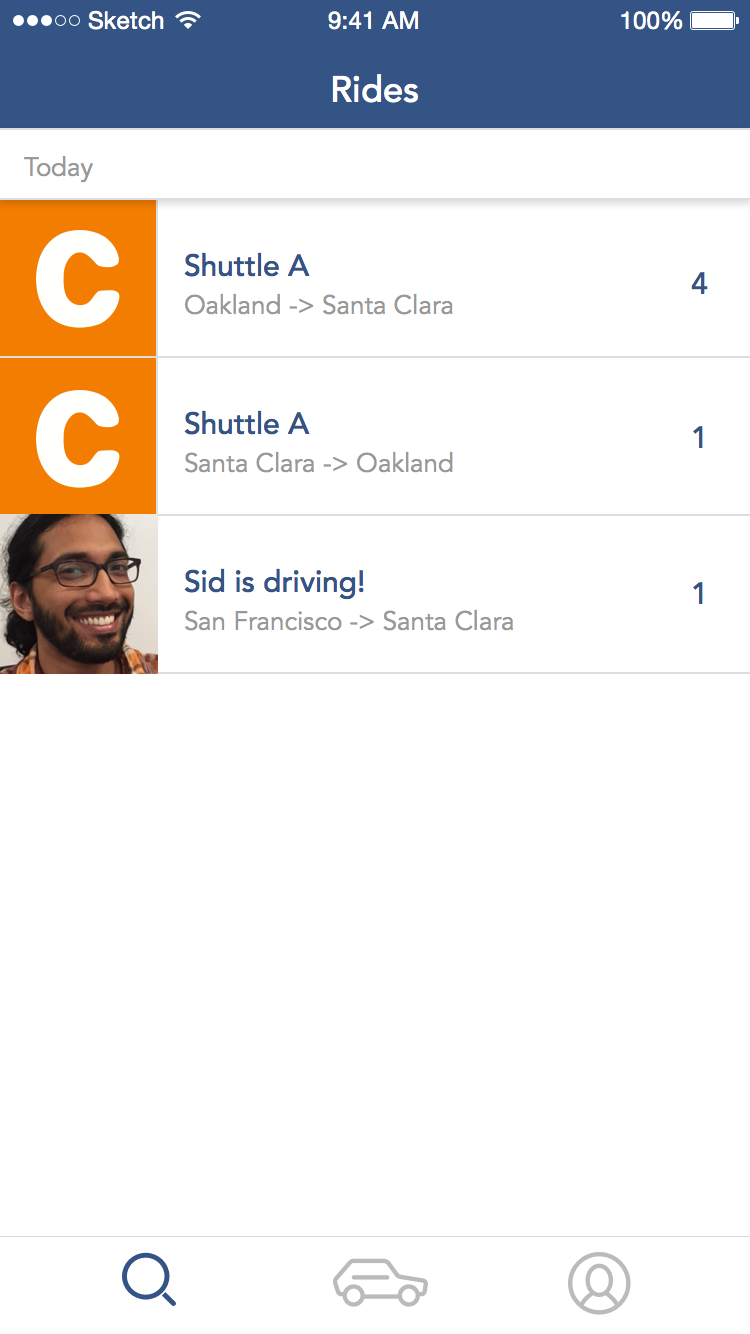 Sketch 9:41 AM 100%
Rides
Today
C
Shuttle A
Oakland -> Santa Clara
4
C
Shuttle A
Santa Clara -> Oakland
1
Sid is driving!
San Francisco -> Santa Clara
1